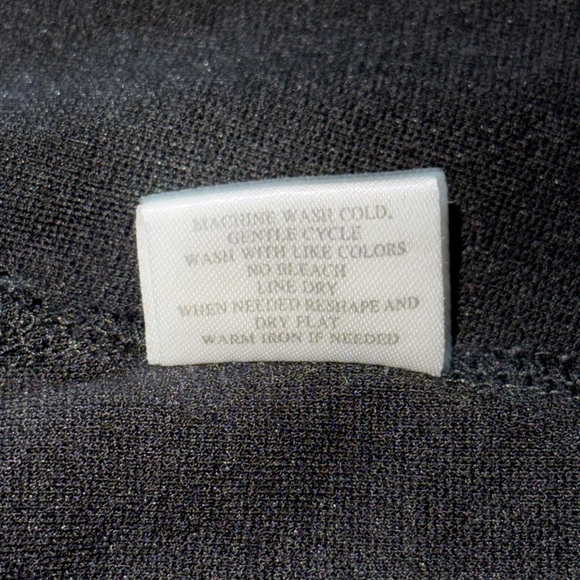 MACHINE WASH COLD,
GENTLE CYCLE
WASH WITH LIKE COLORS
NO BLEACH
LINE DRY
WHEN NEEDED RESHAPE AND
DRY FLAT
WARM IRON IF NEEDED